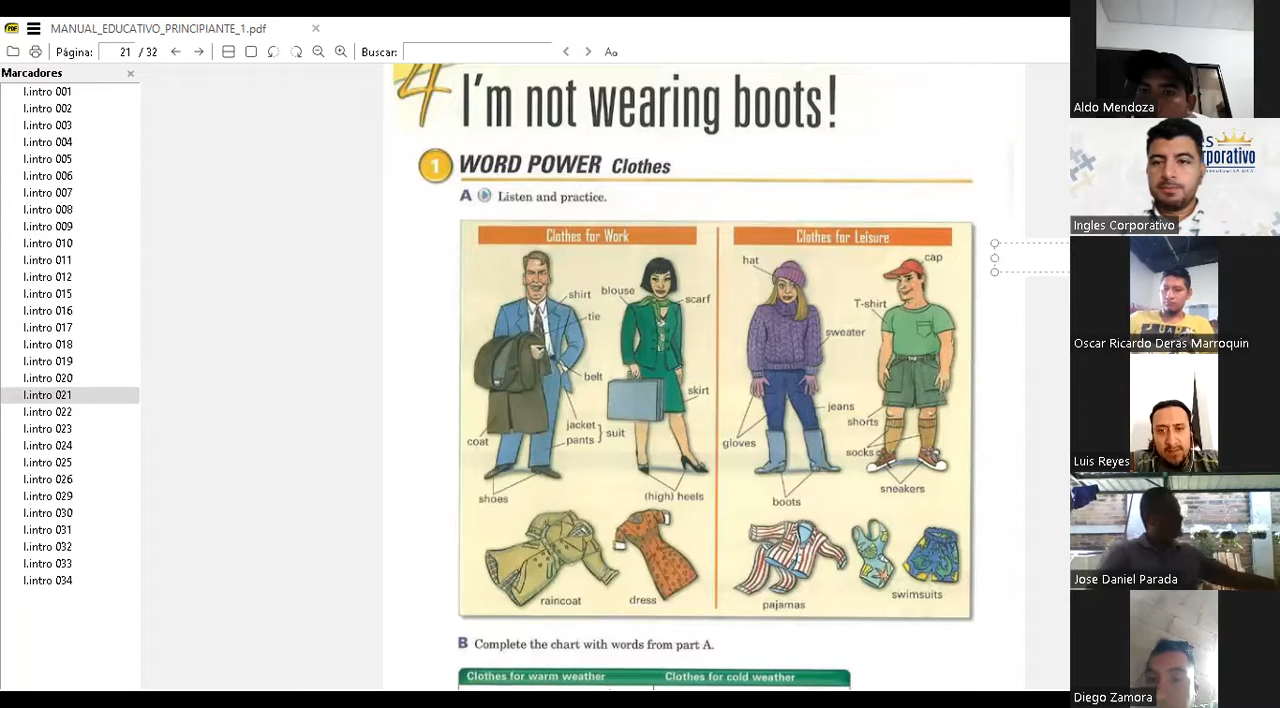 MANUAL_EDUCATIVO_PRINCIPIANTE_1.pdf
Página: 21 / 32 Buscar: Aa
Marcadores
I.intro 001
I.intro 002
I.intro 003
I.intro 004
I.intro 005
I.intro 006
I.intro 007
I.intro 008
I.intro 009
I.intro 010
I.intro 011
I.intro 012
I.intro 015
I.intro 016
I.intro 017
I.intro 018
I.intro 019
I.intro 020
I.intro 021
I.intro 022
I.intro 023
I.intro 024
I.intro 025
I.intro 026
I.intro 029
I.intro 030
I.intro 031
I.intro 032
I.intro 033
I.intro 034
4 I'm not wearing boots!
1 WORD POWER Clothes
A Listen and practice.
Clothes for Work
shirt
blouse
scarf
tie
belt
skirt
jacket
pants
suit
coat
shoes
(high) heels
raincoat
dress
Clothes for Leisure
hat
cap
T-shirt
sweater
jeans
shorts
gloves
socks
sneakers
boots
pajamas
swimsuits
B Complete the chart with words from part A.
Clothes for warm weather Clothes for cold weather
Aldo Mendoza
Ingles Corporativo
Oscar Ricardo Deras Marroquin
Luis Reyes
Jose Daniel Parada
Diego Zamora